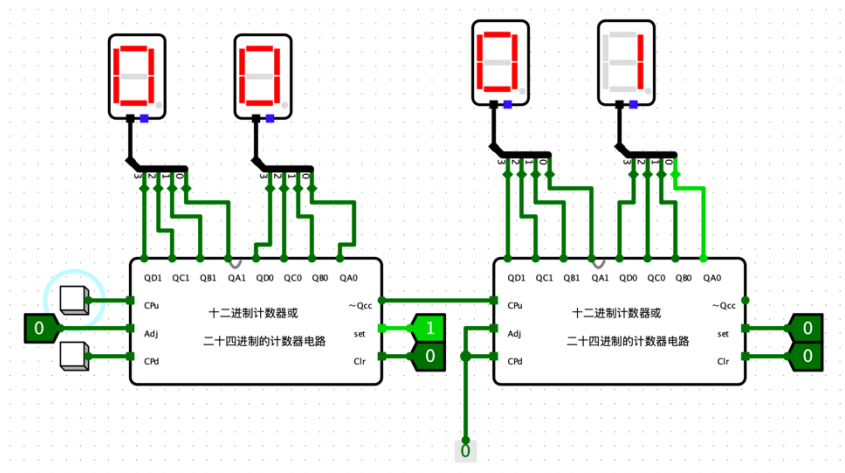 0 0 0 1
3 2 1 0 3 2 1 0 3 2 1 0 3 2 1 0
QD1 QC1 QB1 QA1 QD0 QC0 QB0 QA0
CPu
Adj
CPd
十二进制计数器或
二十四进制的计数器电路
~Qcc
set
Clr
0
1
0
QD1 QC1 QB1 QA1 QD0 QC0 QB0 QA0
CPu
Adj
CPd
十二进制计数器或
二十四进制的计数器电路
~Qcc
set
Clr
0
0
0